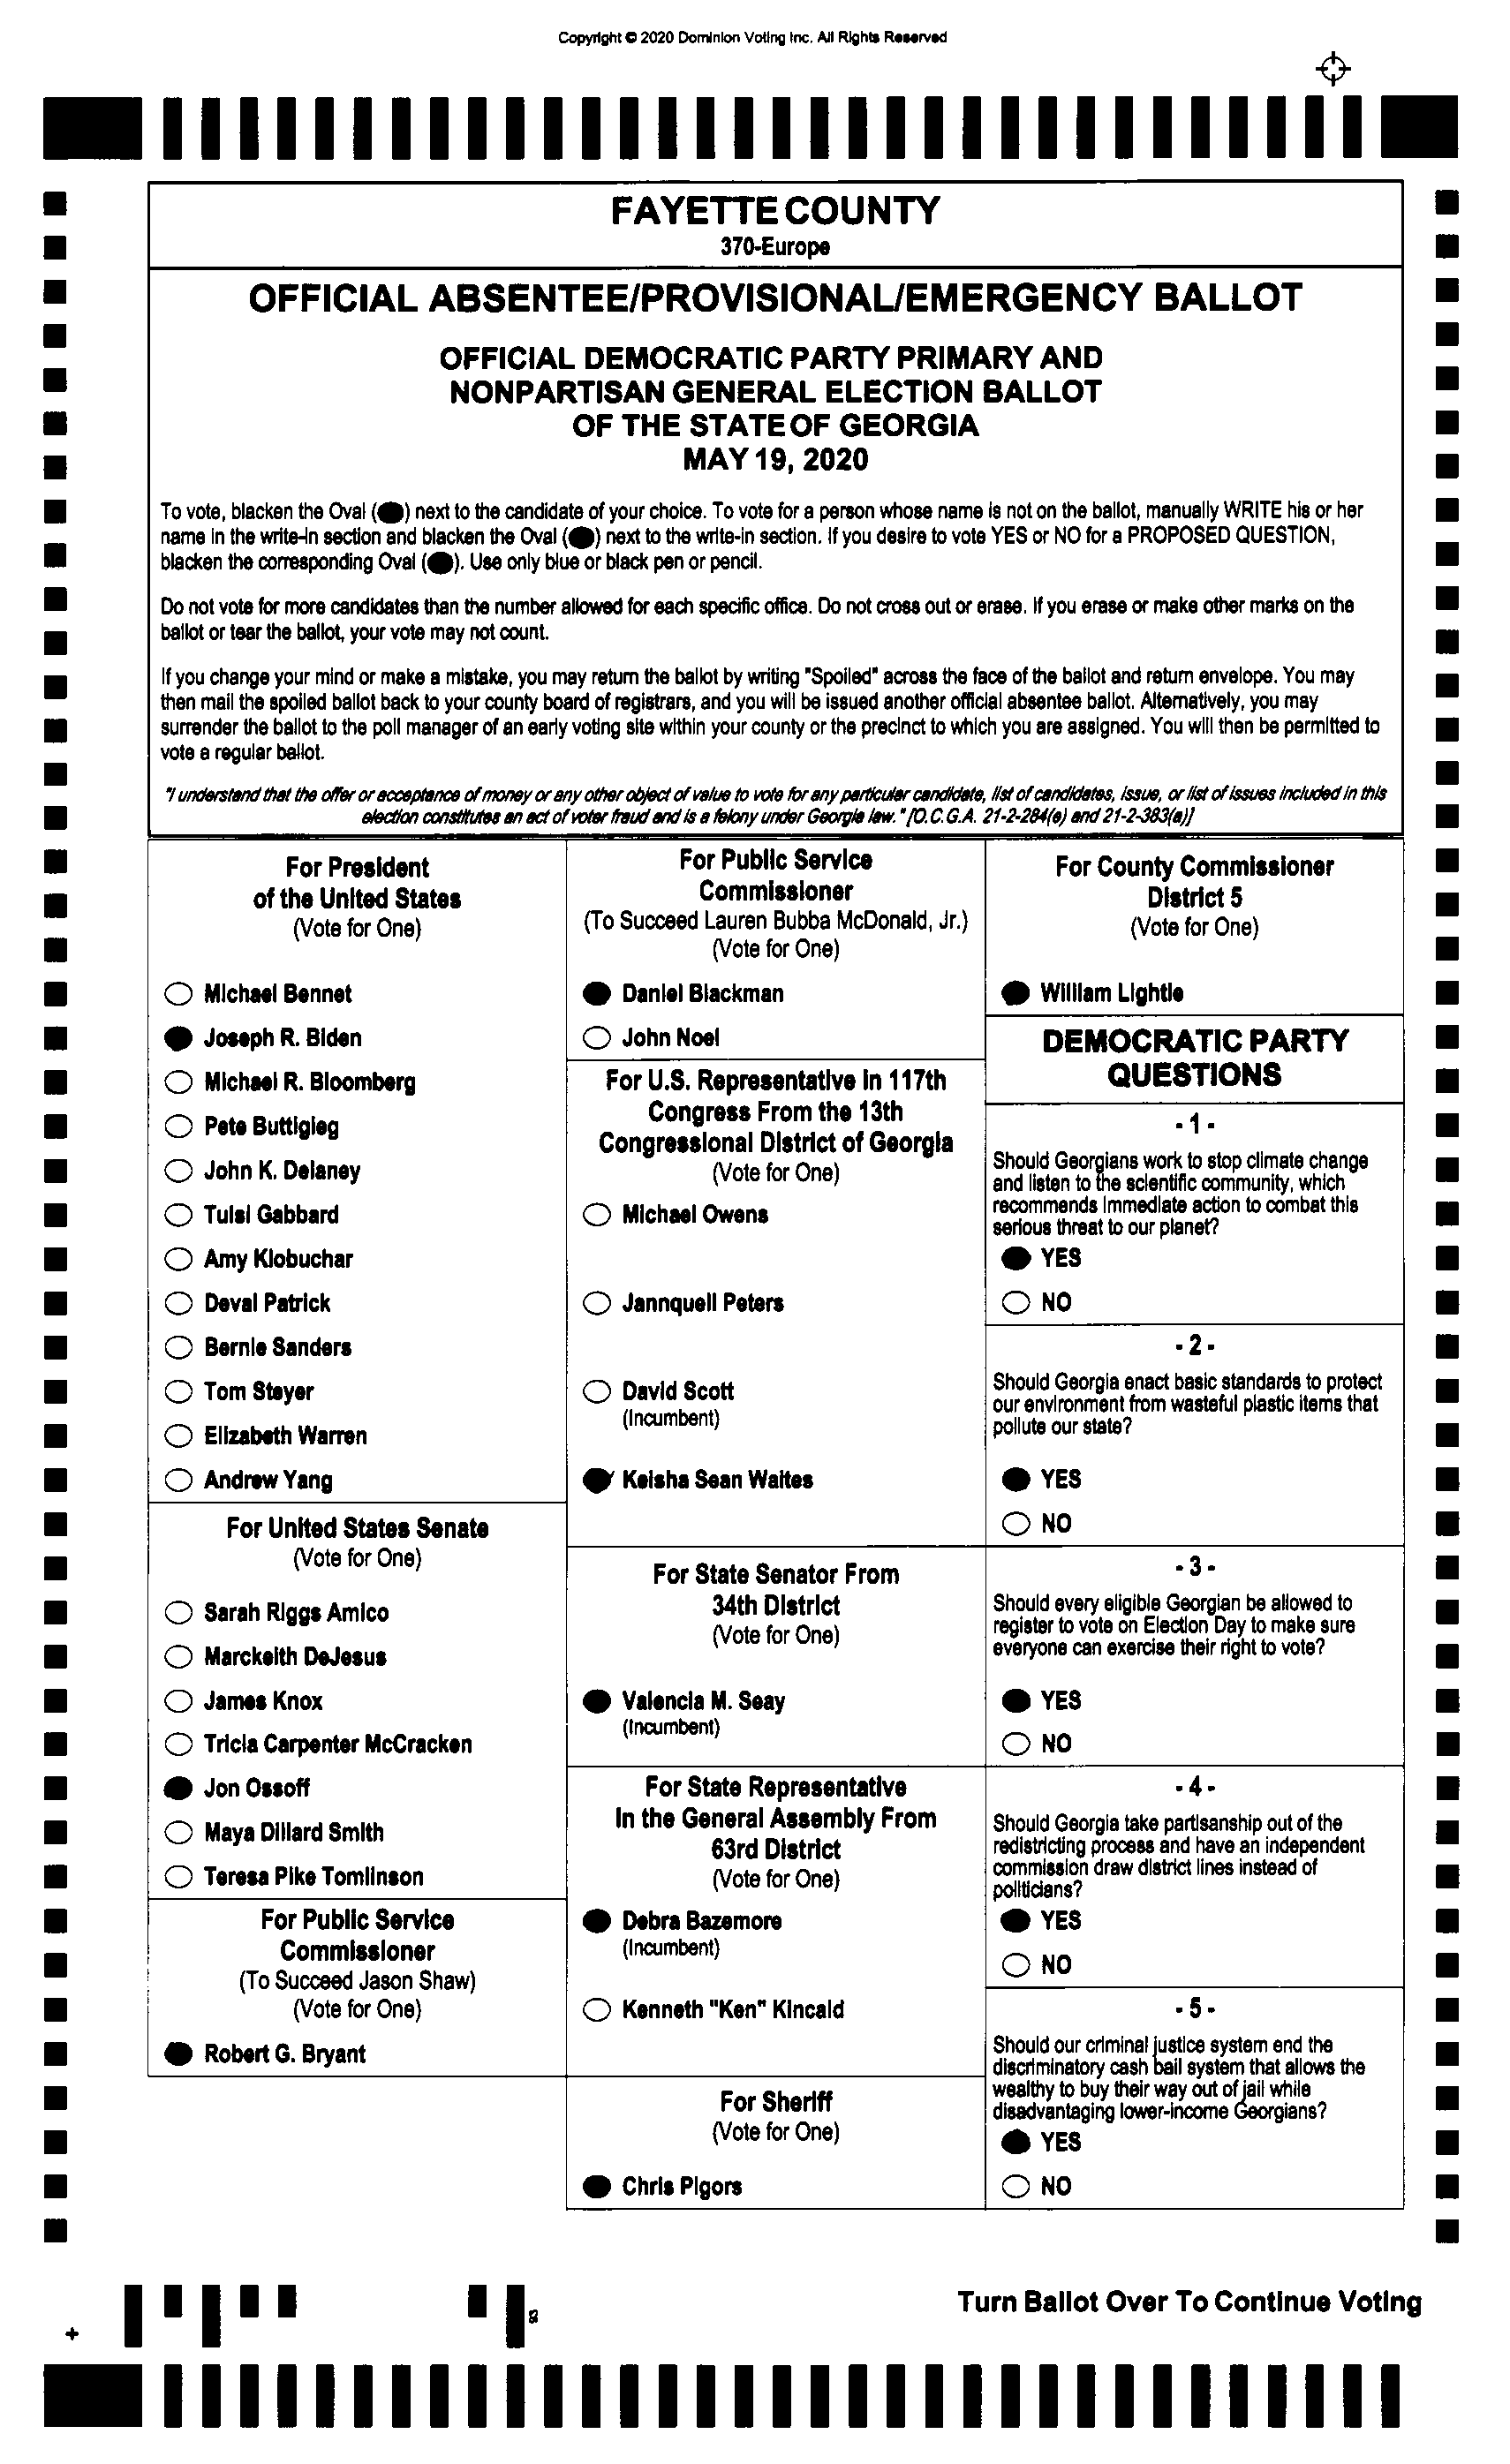 Copyright © 2020 Dominion Voting Inc. All Rights Reserved
FAYETTE COUNTY
370-Europe
OFFICIAL ABSENTEE/PROVISIONAL/EMERGENCY BALLOT
OFFICIAL DEMOCRATIC PARTY PRIMARY AND
NONPARTISAN GENERAL ELECTION BALLOT
OF THE STATE OF GEORGIA
MAY 19, 2020
To vote, blacken the Oval ( ) next to the candidate of your choice. To vote for a person whose name is not on the ballot, manually WRITE his or her
name in the write-in section and blacken the Oval ( ) next to the write-in section. If you desire to vote YES or NO for a PROPOSED QUESTION,
blacken the corresponding Oval ( ). Use only blue or black pen or pencil.
Do not vote for more candidates than the number allowed for each specific office. Do not cross out or erase. If you erase or make other marks on the
ballot or tear the ballot, your vote may not count.
If you change your mind or make a mistake, you may return the ballot by writing "Spoiled" across the face of the ballot and return envelope. You may
then mail the spoiled ballot back to your county board of registrars, and you will be issued another official absentee ballot. Alternatively, you may
surrender the ballot to the poll manager of an early voting site within your county or the precinct to which you are assigned. You will then be permitted to
vote a regular ballot.
"I understand that the offer or acceptance of money or any other object of value to vote for any particular candidate, list of candidates, issue, or list of issues included in this
election constitutes an act of voter fraud and is a felony under Georgia law." [O.C.G.A. 21-2-284(e) and 21-2-383(a)]
For President
of the United States
(Vote for One)
Michael Bennet
Joseph R. Biden
Michael R. Bloomberg
Pete Buttigieg
John K. Delaney
Tulsi Gabbard
Amy Klobuchar
Deval Patrick
Bernie Sanders
Tom Steyer
Elizabeth Warren
Andrew Yang
For United States Senate
(Vote for One)
Sarah Riggs Amico
Marckeith DeJesus
James Knox
Tricia Carpenter McCracken
Jon Ossoff
Maya Dillard Smith
Teresa Pike Tomlinson
For Public Service
Commissioner
(To Succeed Jason Shaw)
(Vote for One)
Robert G. Bryant
For Public Service
Commissioner
(To Succeed Lauren Bubba McDonald, Jr.)
(Vote for One)
Daniel Blackman
John Noel
For U.S. Representative in 117th
Congress From the 13th
Congressional District of Georgia
(Vote for One)
Michael Owens
Jannquell Peters
David Scott
(Incumbent)
Keisha Sean Waites
For State Senator From
34th District
(Vote for One)
Valencia M. Seay
(Incumbent)
For State Representative
In the General Assembly From
63rd District
(Vote for One)
Debra Bazemore
(Incumbent)
Kenneth "Ken" Kincaid
For Sheriff
(Vote for One)
Chris Pigors
For County Commissioner
District 5
(Vote for One)
William Lightle
DEMOCRATIC PARTY
QUESTIONS
- 1 -
Should Georgians work to stop climate change
and listen to the scientific community, which
recommends immediate action to combat this
serious threat to our planet?
YES
NO
- 2 -
Should Georgia enact basic standards to protect
our environment from wasteful plastic items that
pollute our state?
YES
NO
- 3 -
Should every eligible Georgian be allowed to
register to vote on Election Day to make sure
everyone can exercise their right to vote?
YES
NO
- 4 -
Should Georgia take partisanship out of the
redistricting process and have an independent
commission draw district lines instead of
politicians?
YES
NO
- 5 -
Should our criminal justice system end the
discriminatory cash bail system that allows the
wealthy to buy their way out of jail while
disadvantaging lower-income Georgians?
YES
NO
Turn Ballot Over To Continue Voting